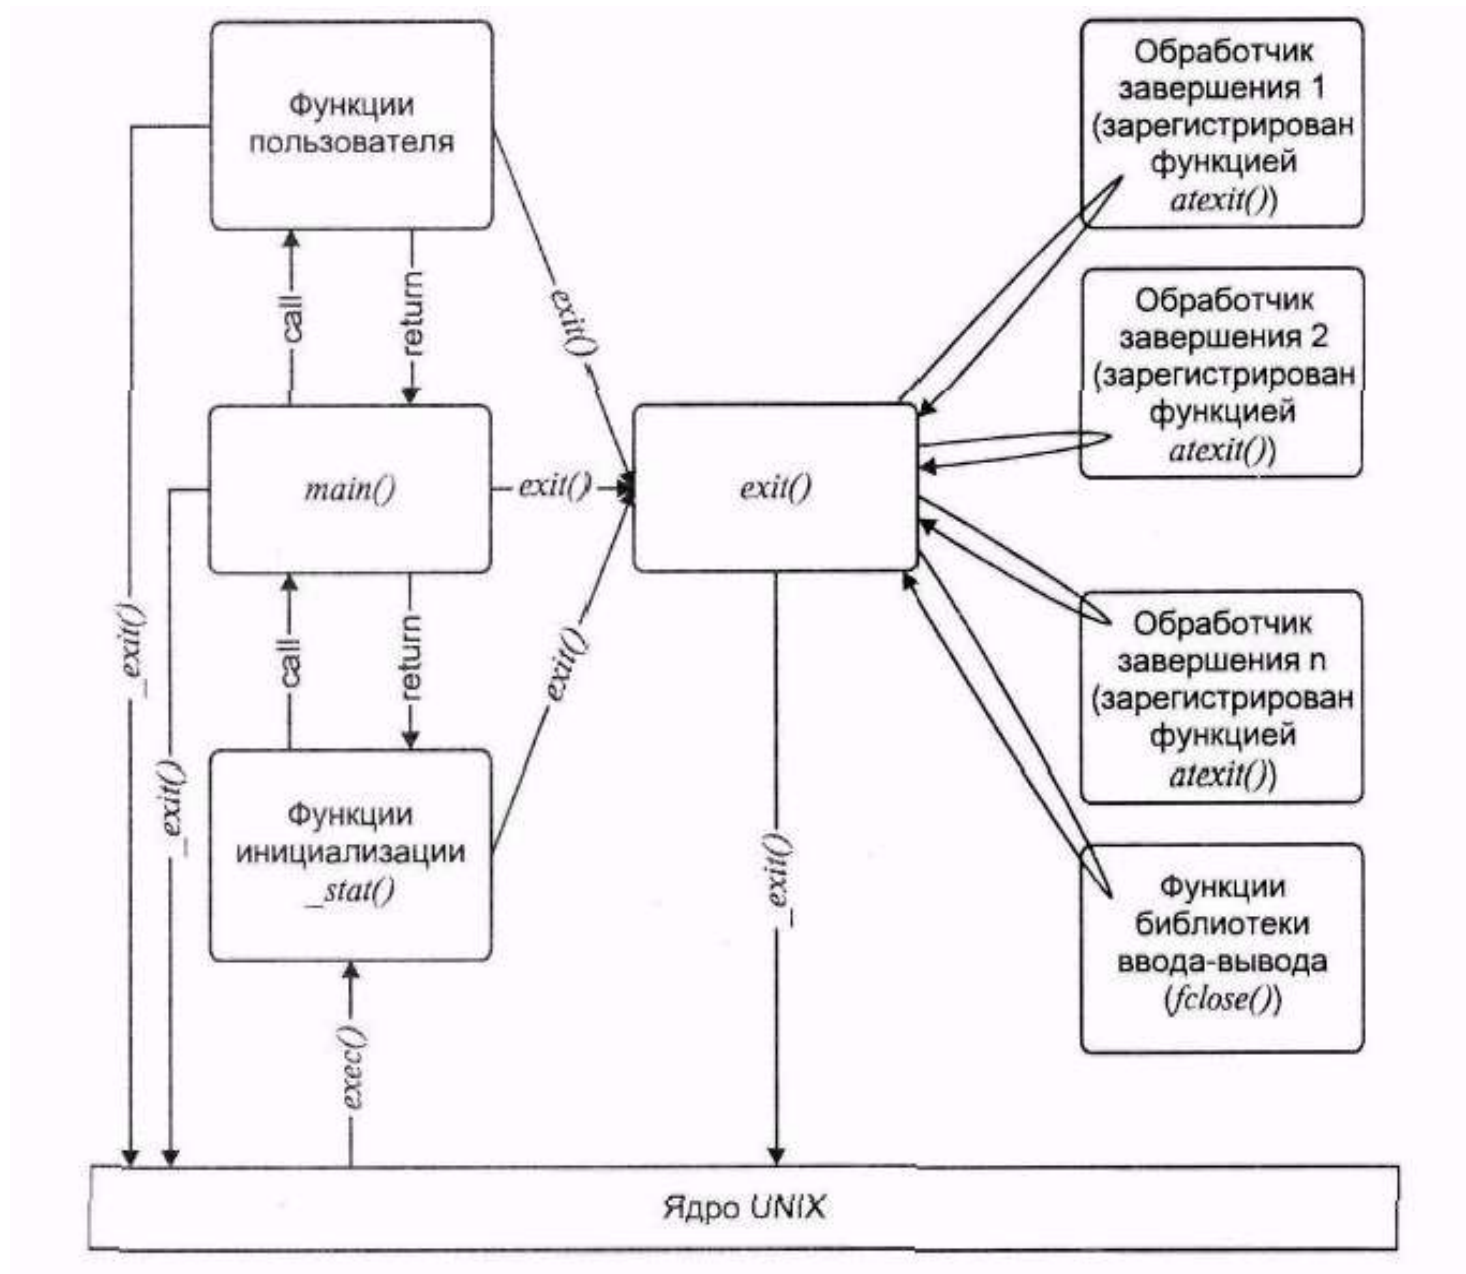 Функции
пользователя
call
return
exit()
main()
exit()
exit()
call
return
exit()
_exit()
_exit()
Функции
инициализации
_stat()
exec()
_exit()
Обработчик
завершения 1
(зарегистрирован
функцией
atexit())
Обработчик
завершения 2
(зарегистрирован
функцией
atexit())
Обработчик
завершения n
(зарегистрирован
функцией
atexit())
Функции
библиотеки
ввода-вывода
(fclose())
Ядро UNIX